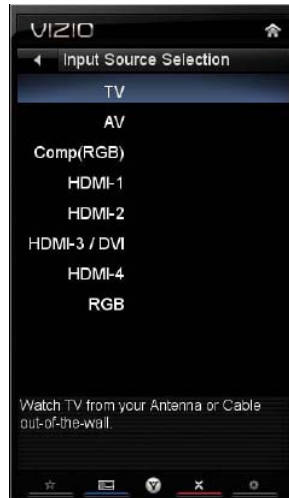 VIZIO
Input Source Selection
TV
AV
Comp(RGB)
HDMI-1
HDMI-2
HDMI-3 / DVI
HDMI-4
RGB
Watch TV from your Antenna or Cable
out-of-the-wall.